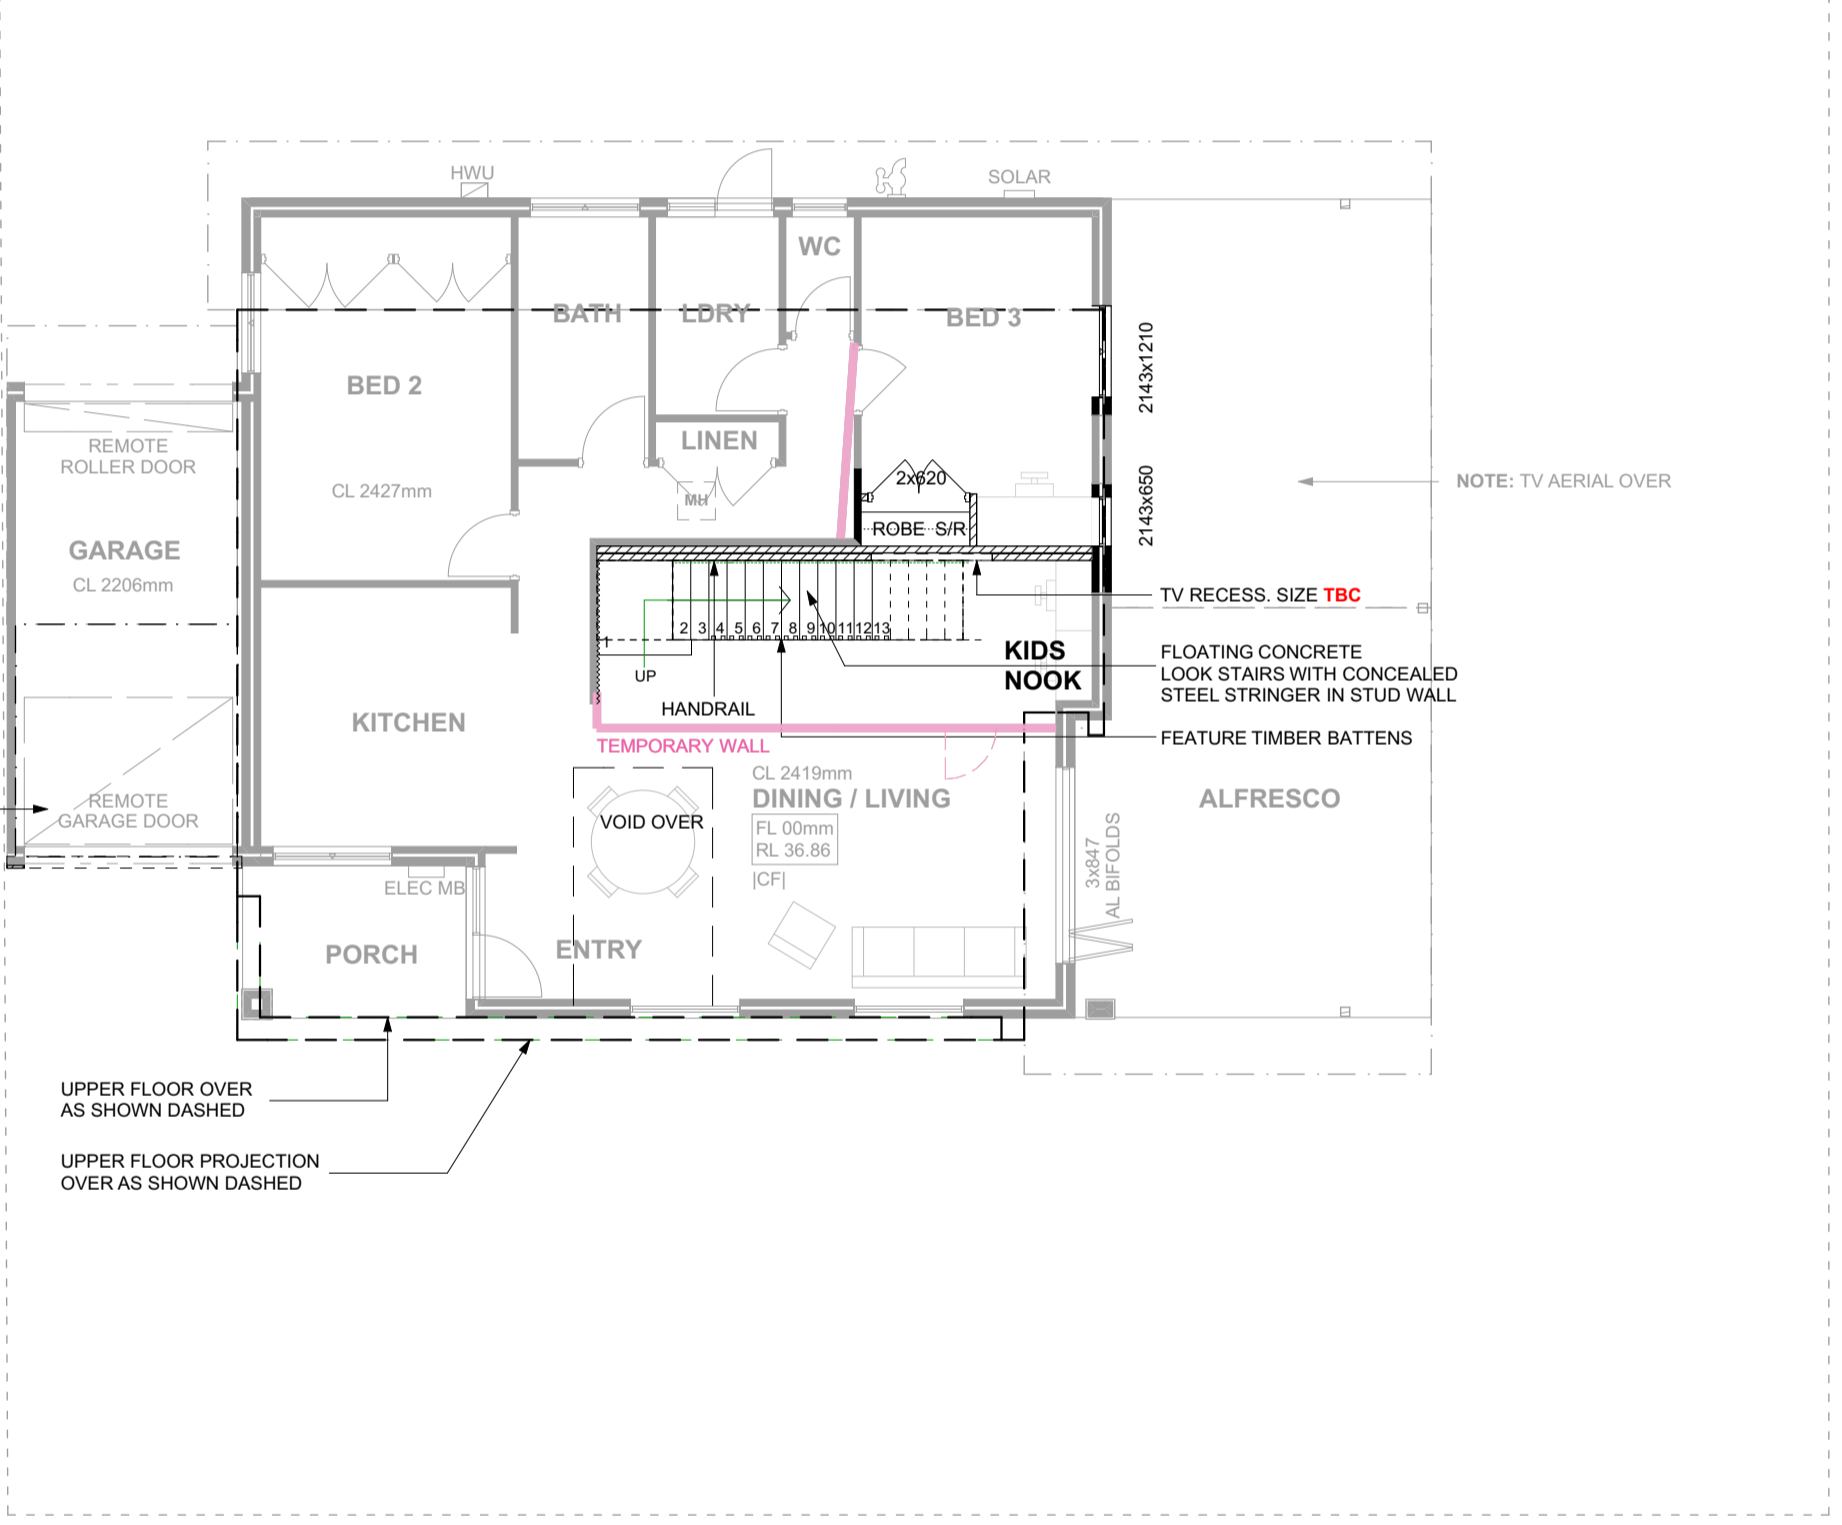 HWU
SOLAR
WC
BATH
LDRY
BED 3
BED 2
2143x1210
LINEN
REMOTE
ROLLER DOOR
2x620
MH
CL 2427mm
2143x650
NOTE: TV AERIAL OVER
ROBE S/R
GARAGE
CL 2206mm
TV RECESS. SIZE TBC
1 2 3 4 5 6 7 8 9 10 11 12 13
UP
KIDS
NOOK
FLOATING CONCRETE
LOOK STAIRS WITH CONCEALED
STEEL STRINGER IN STUD WALL
HANDRAIL
KITCHEN
TEMPORARY WALL
FEATURE TIMBER BATTENS
CL 2419mm
DINING / LIVING
ALFRESCO
REMOTE
GARAGE DOOR
VOID OVER
FL 00mm
RL 36.86
|CF|
3x847
AL BIFOLDS
ELEC MB
PORCH
ENTRY
UPPER FLOOR OVER
AS SHOWN DASHED
UPPER FLOOR PROJECTION
OVER AS SHOWN DASHED